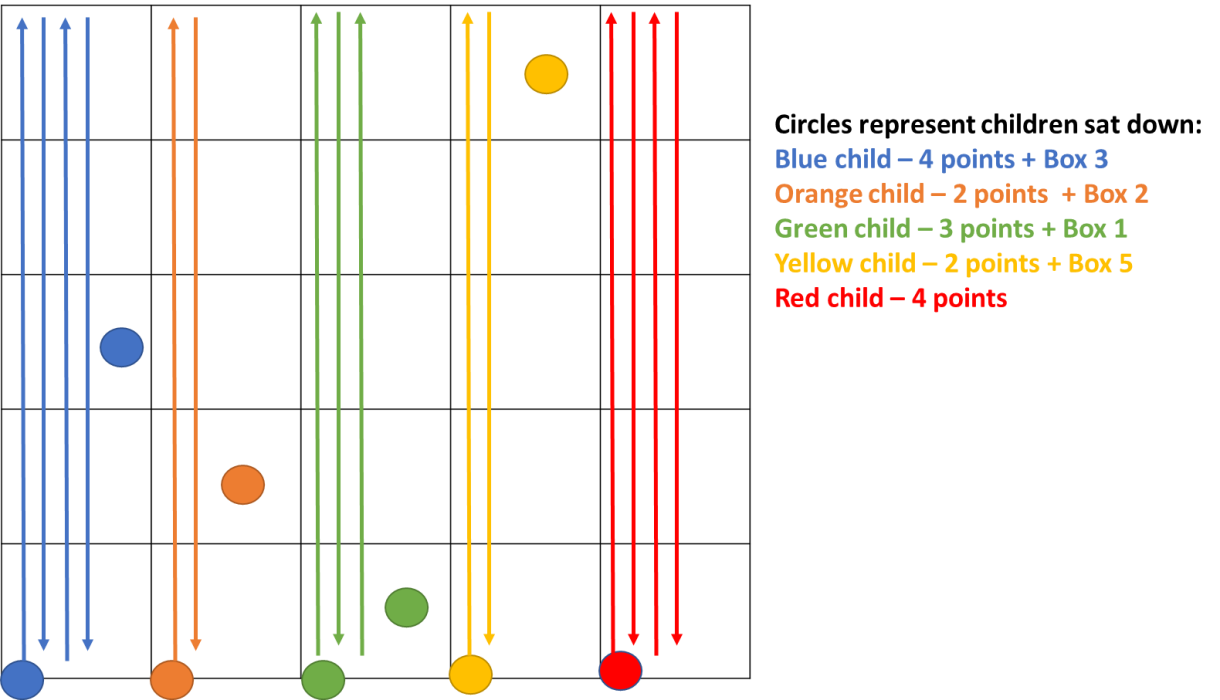 Circles represent children sat down:
Blue child – 4 points + Box 3
Orange child – 2 points  + Box 2
Green child – 3 points + Box 1
Yellow child – 2 points + Box 5
Red child – 4 points